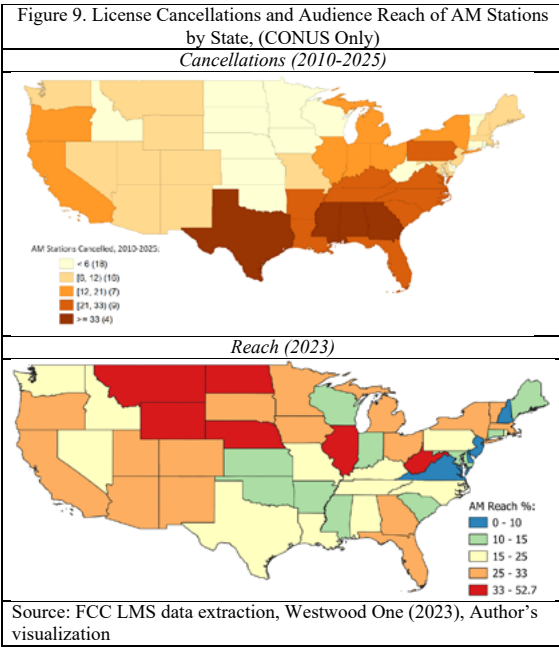 Figure 9. License Cancellations and Audience Reach of AM Stations
by State, (CONUS Only)
Cancellations (2010-2025)
AM Stations Cancelled, 2010-2025:
< 6 (18)
[6, 12) (10)
[12, 21) (7)
[21, 33) (9)
>= 33 (4)
Reach (2023)
AM Reach %:
0 - 10
10 - 15
15 - 25
25 - 33
33 - 52.7
Source: FCC LMS data extraction, Westwood One (2023), Author’s
visualization